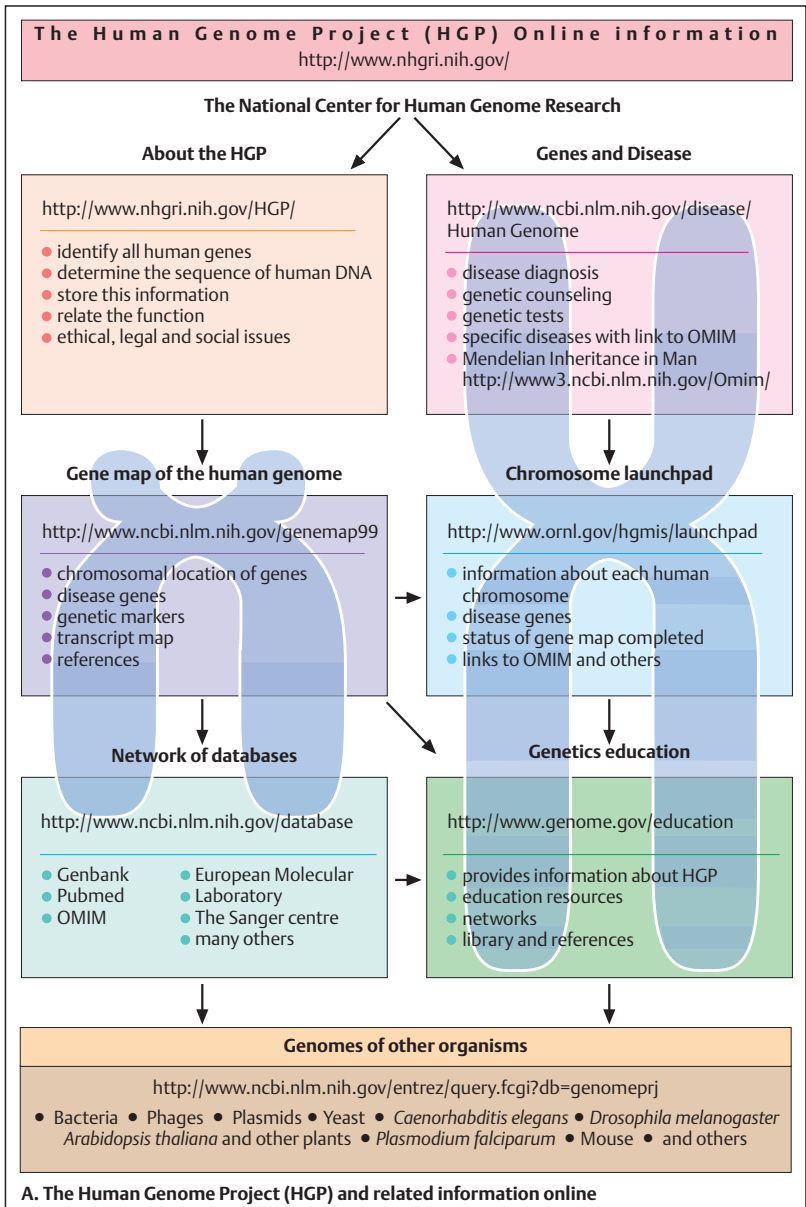 The Human Genome Project (HGP) Online information
http://www.nhgri.nih.gov/
The National Center for Human Genome Research
About the HGP
http://www.nhgri.nih.gov/HGP/
● identify all human genes
● determine the sequence of human DNA
● store this information
● relate the function
● ethical, legal and social issues
Genes and Disease
http://www.ncbi.nlm.nih.gov/disease/
Human Genome
● disease diagnosis
● genetic counseling
● genetic tests
● specific diseases with link to OMIM
● Mendelian Inheritance in Man
http://www3.ncbi.nlm.nih.gov/Omim/
Gene map of the human genome
http://www.ncbi.nlm.nih.gov/genemap99
● chromosomal location of genes
● disease genes
● genetic markers
● transcript map
● references
Chromosome launchpad
http://www.ornl.gov/hgmis/launchpad
● information about each human
chromosome
● disease genes
● status of gene map completed
● links to OMIM and others
Network of databases
http://www.ncbi.nlm.nih.gov/database
● Genbank
● Pubmed
● OMIM
● European Molecular
● Laboratory
● The Sanger centre
● many others
Genetics education
http://www.genome.gov/education
● provides information about HGP
● education resources
● networks
● library and references
Genomes of other organisms
http://www.ncbi.nlm.nih.gov/entrez/query.fcgi?db=genomeprj
● Bacteria ● Phages ● Plasmids ● Yeast ● Caenorhabditis elegans ● Drosophila melanogaster
Arabidopsis thaliana and other plants ● Plasmodium falciparum ● Mouse ● and others
A. The Human Genome Project (HGP) and related information online